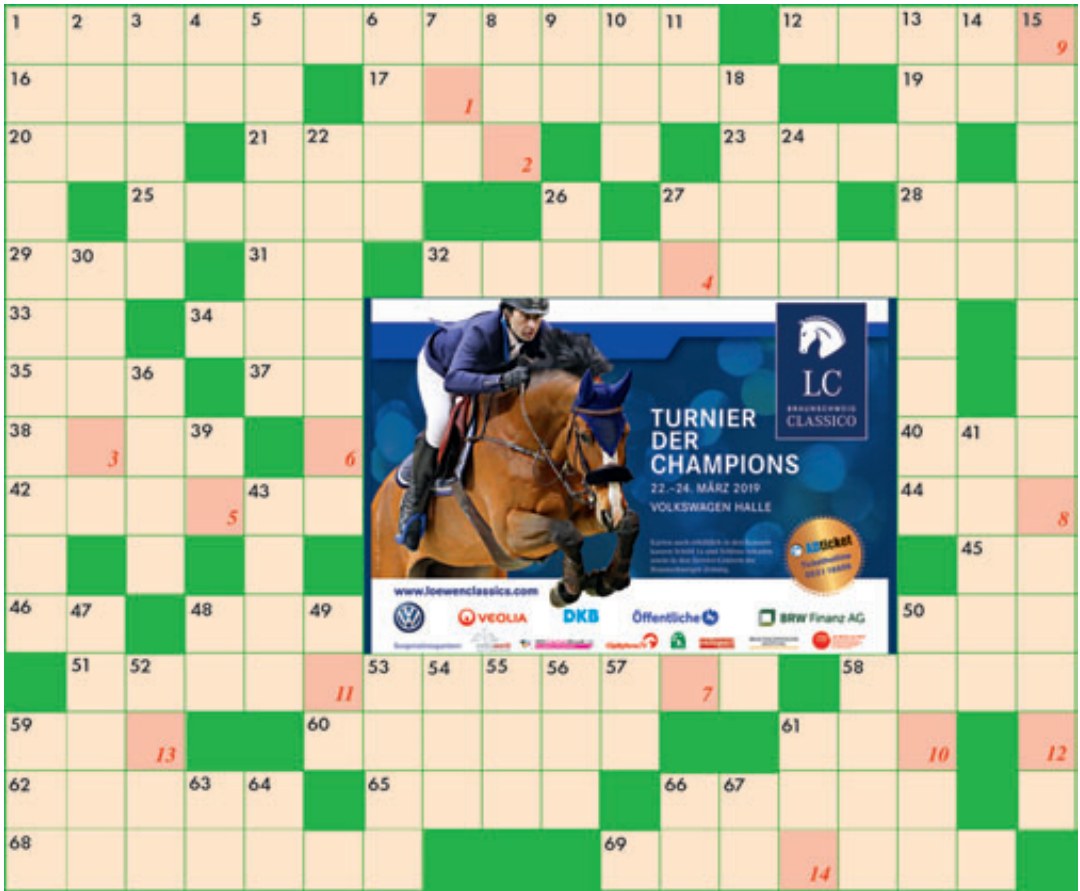 1 2 3 4 5 6 7 8 9 10 11 12 13 14 15
9
16 17 18 19
1
20 21 22 23 24
2
25 26 27 28
29 30 31 32
4
33 34
35 36 37
38 39 40 41
3 6
42 43 44
5 8
45
46 47 48 49 50
51 52 53 54 55 56 57 58
11 7
59 60 61
13 10 12
62 63 64 65 66 67
68 69
14
LC
BRAUNSCHWEIG
CLASSICO
TURNIER
DER
CHAMPIONS
22.–24. MÄRZ 2019
VOLKSWAGEN HALLE
ticket
www.loewenclassics.com
VEOLIA DKB Öffentliche BRW Finanz AG